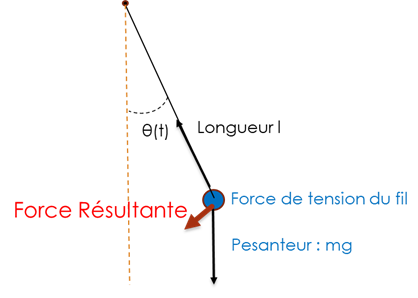 θ(t)
Longueur l
Force de tension du fil
Force Résultante
Pesanteur : mg